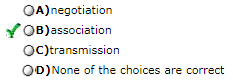 A)negotiation
B)association
C)transmission
D)None of the choices are correct